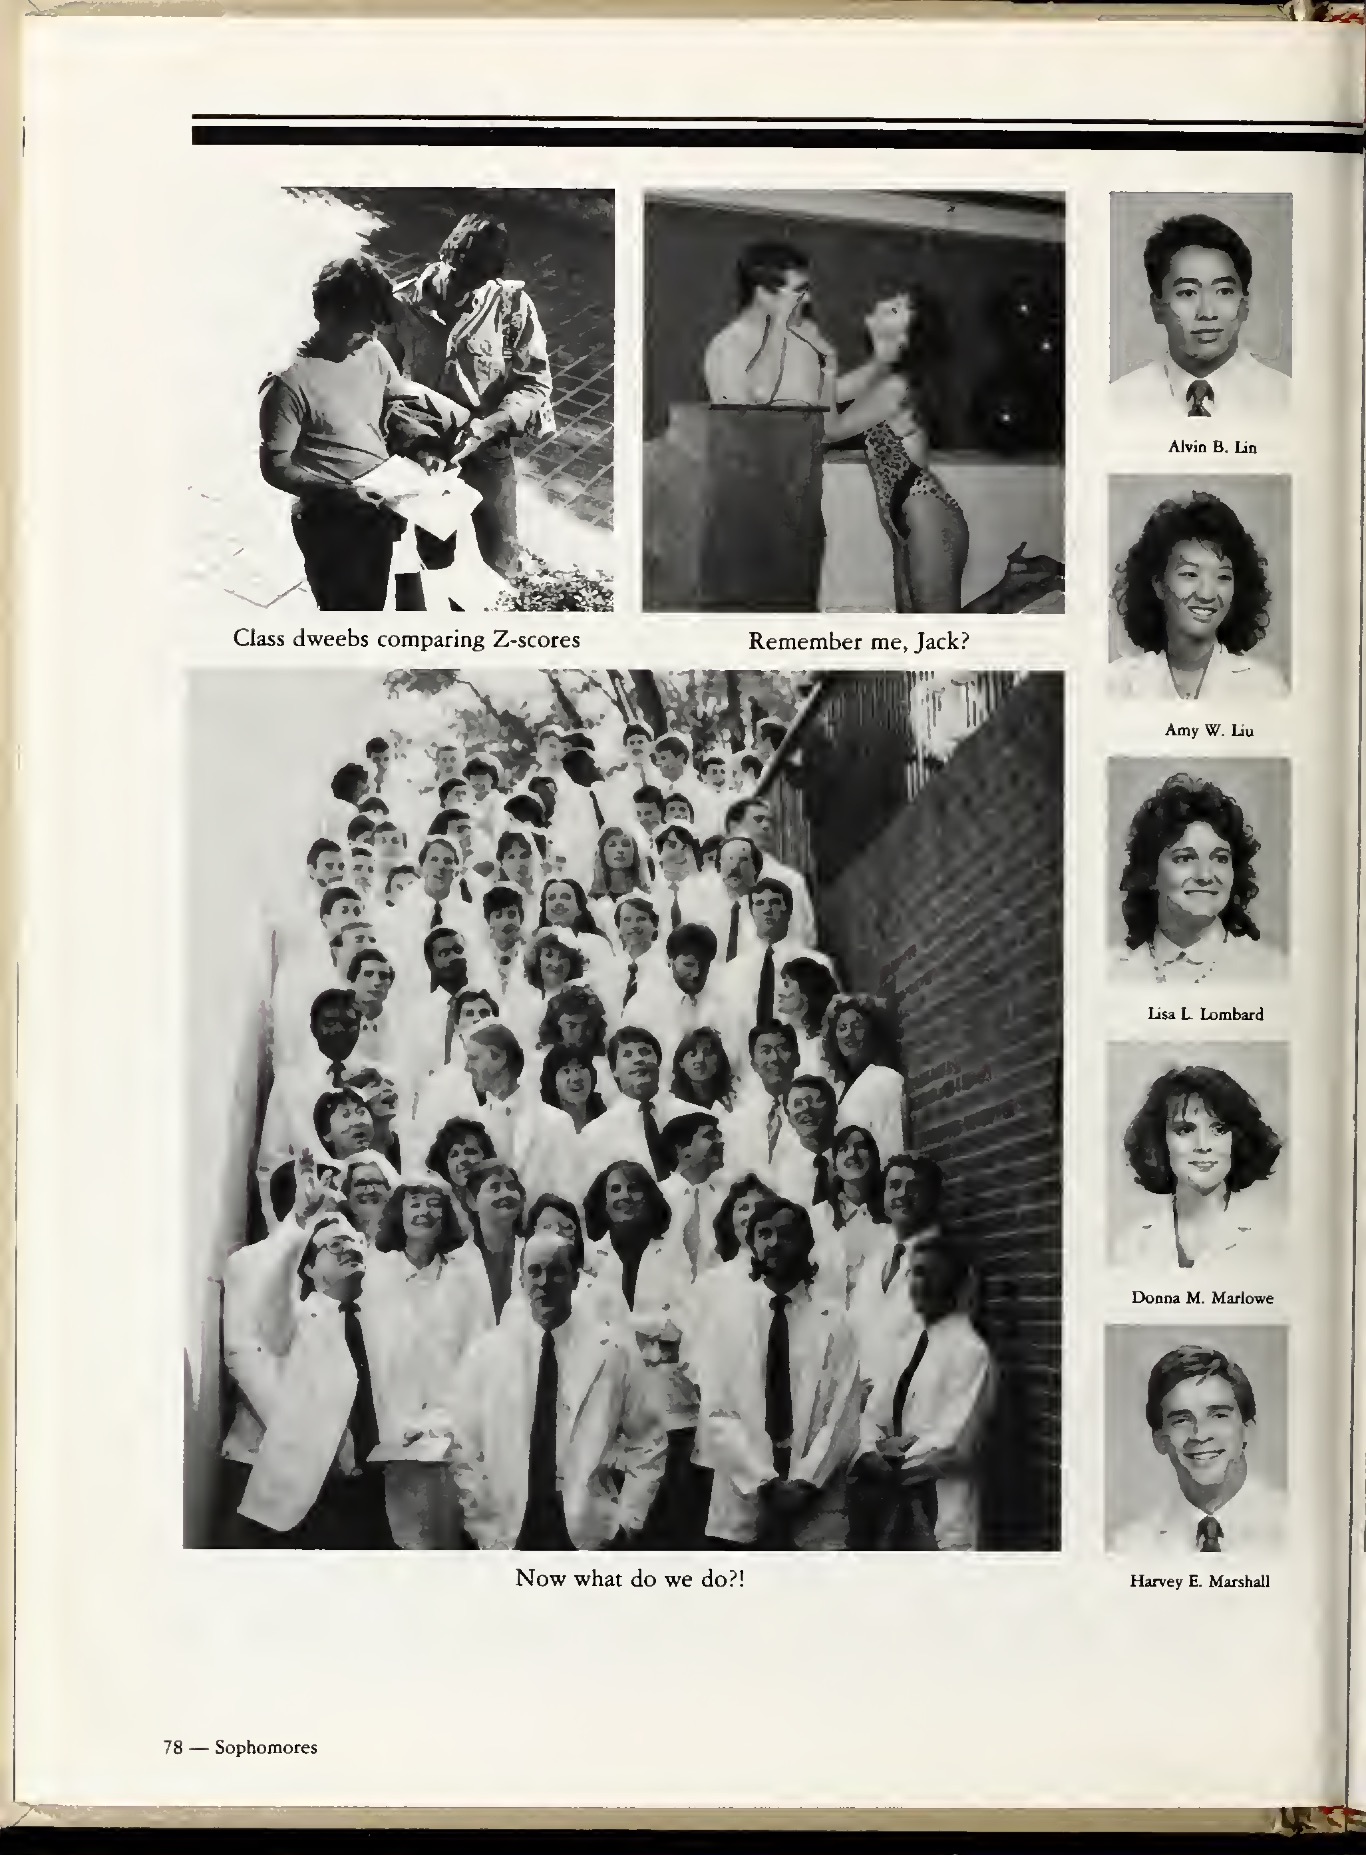 Class dweebs comparing Z-scores
Remember me, Jack?
Now what do we do?!
Alvin B. Lin
Amy W. Liu
Lisa L. Lombard
Donna M. Marlowe
Harvey E. Marshall
78 — Sophomores